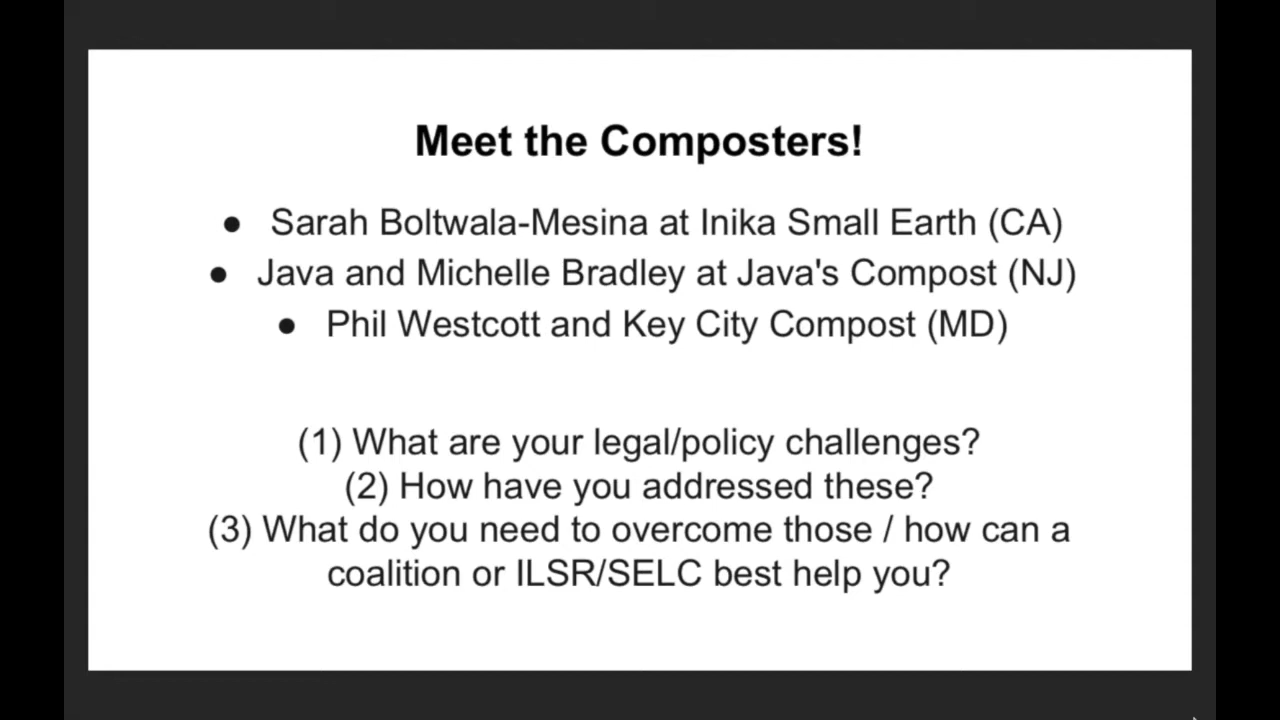 Meet the Composters!
● Sarah Boltwala-Mesina at Inika Small Earth (CA)
● Java and Michelle Bradley at Java's Compost (NJ)
● Phil Westcott and Key City Compost (MD)
(1) What are your legal/policy challenges?
(2) How have you addressed these?
(3) What do you need to overcome those / how can a
coalition or ILSR/SELC best help you?